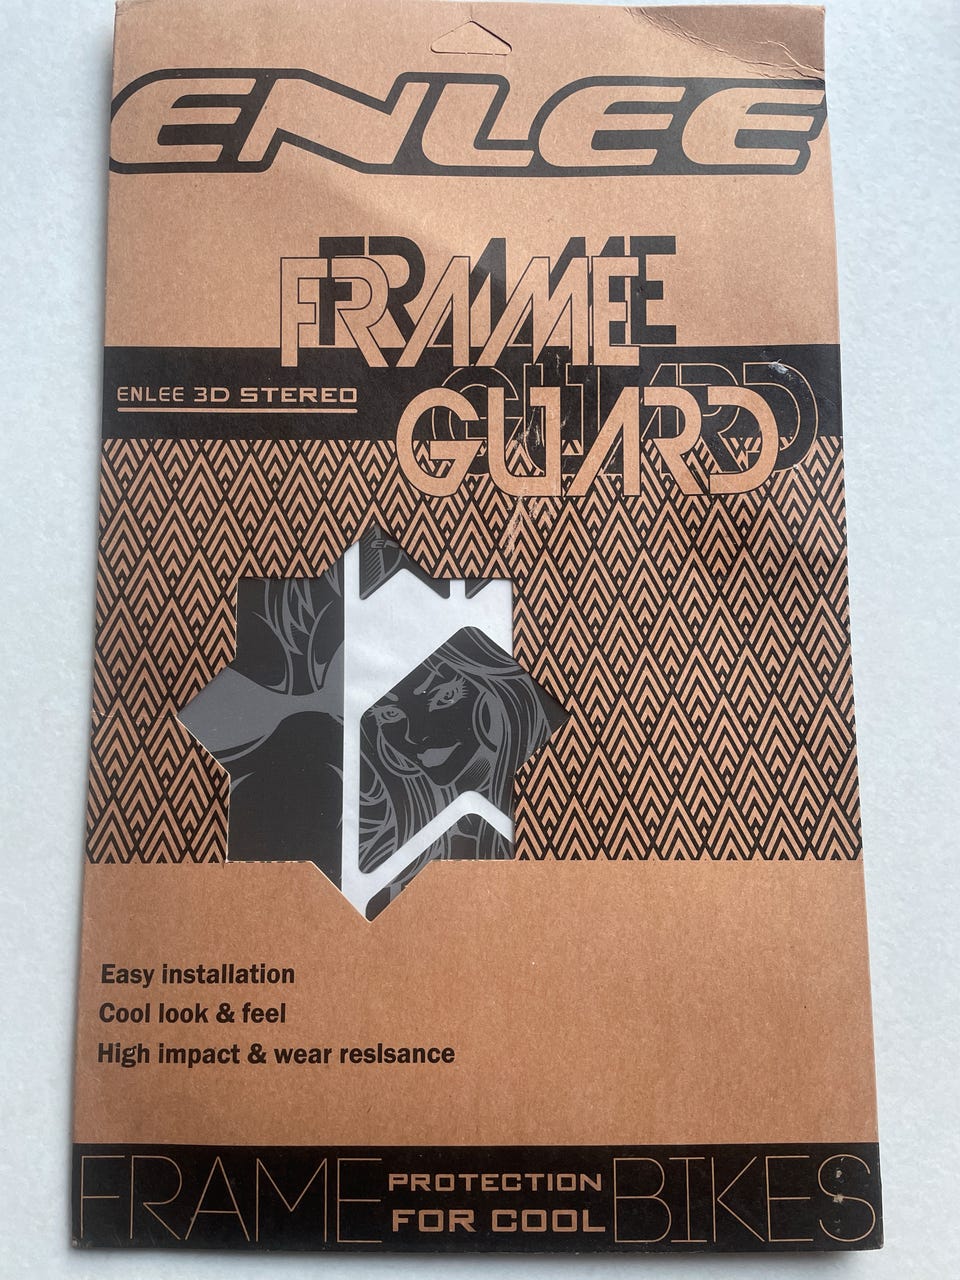 ENLEE
FRAME
GUARD
ENLEE 3D STEREO
Easy installation
Cool look & feel
High impact & wear resIsance
FRAME PROTECTION FOR COOL BIKES